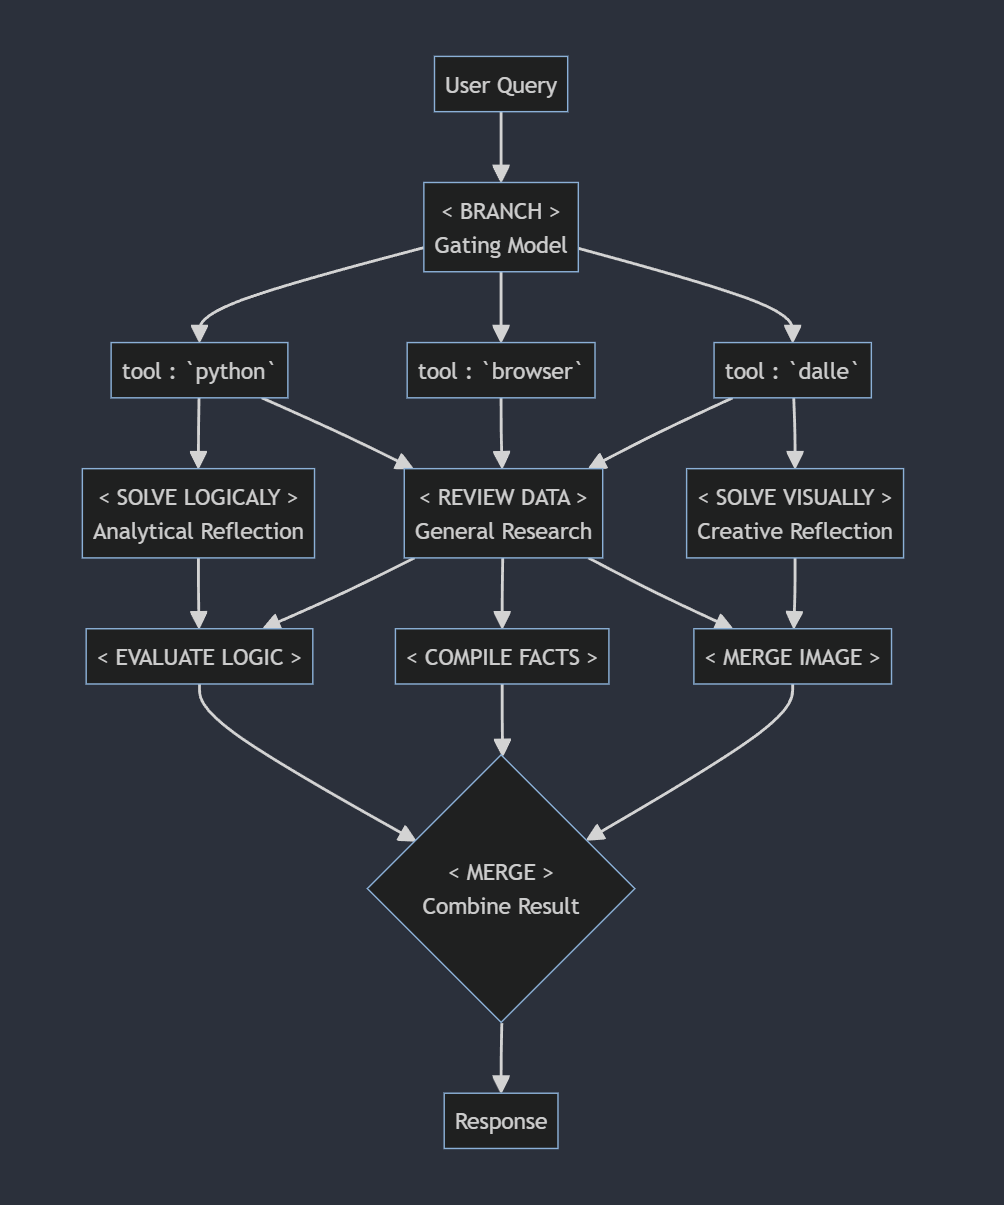 User Query
< BRANCH >
Gating Model
tool : `python`
tool : `browser`
tool : `dalle`
< SOLVE LOGICALY >
Analytical Reflection
< REVIEW DATA >
General Research
< SOLVE VISUALLY >
Creative Reflection
< EVALUATE LOGIC >
< COMPILE FACTS >
< MERGE IMAGE >
< MERGE >
Combine Result
Response